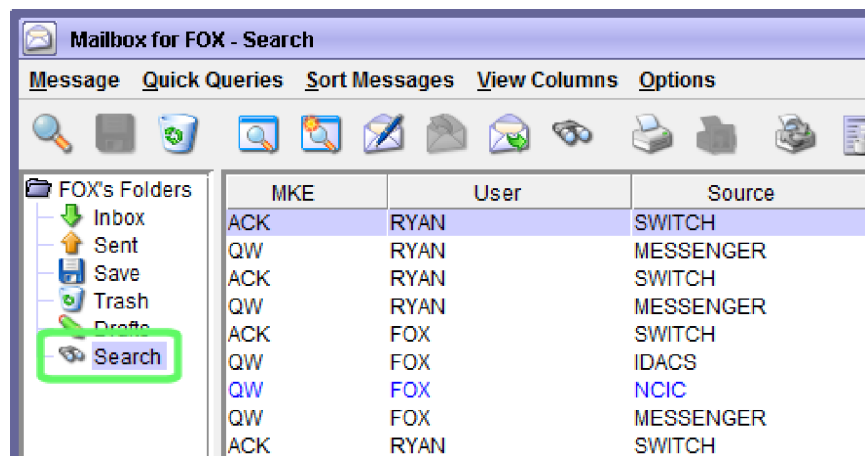 Mailbox for FOX - Search
Message Quick Queries Sort Messages View Columns Options
FOX's Folders
Inbox
Sent
Save
Trash
Drafts
Search
MKE User Source
ACK RYAN SWITCH
QW RYAN MESSENGER
ACK RYAN SWITCH
QW RYAN MESSENGER
ACK FOX SWITCH
QW FOX IDACS
QW FOX NCIC
QW FOX MESSENGER
ACK RYAN SWITCH